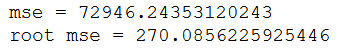 mse = 72946.24353120243
root mse = 270.0856225925446